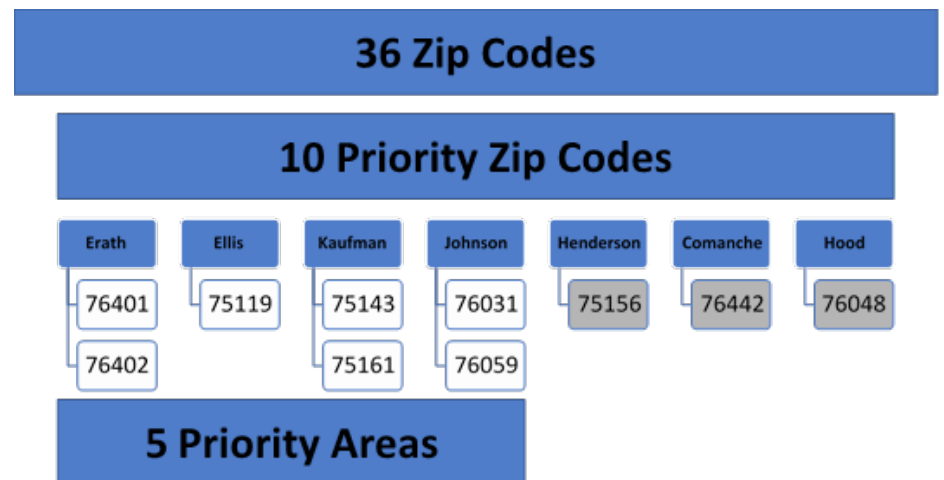 36 Zip Codes
10 Priority Zip Codes
Erath Ellis Kaufman Johnson Henderson Comanche Hood
76401 75119 75143 76031 75156 76442 76048
76402 75161 76059
5 Priority Areas